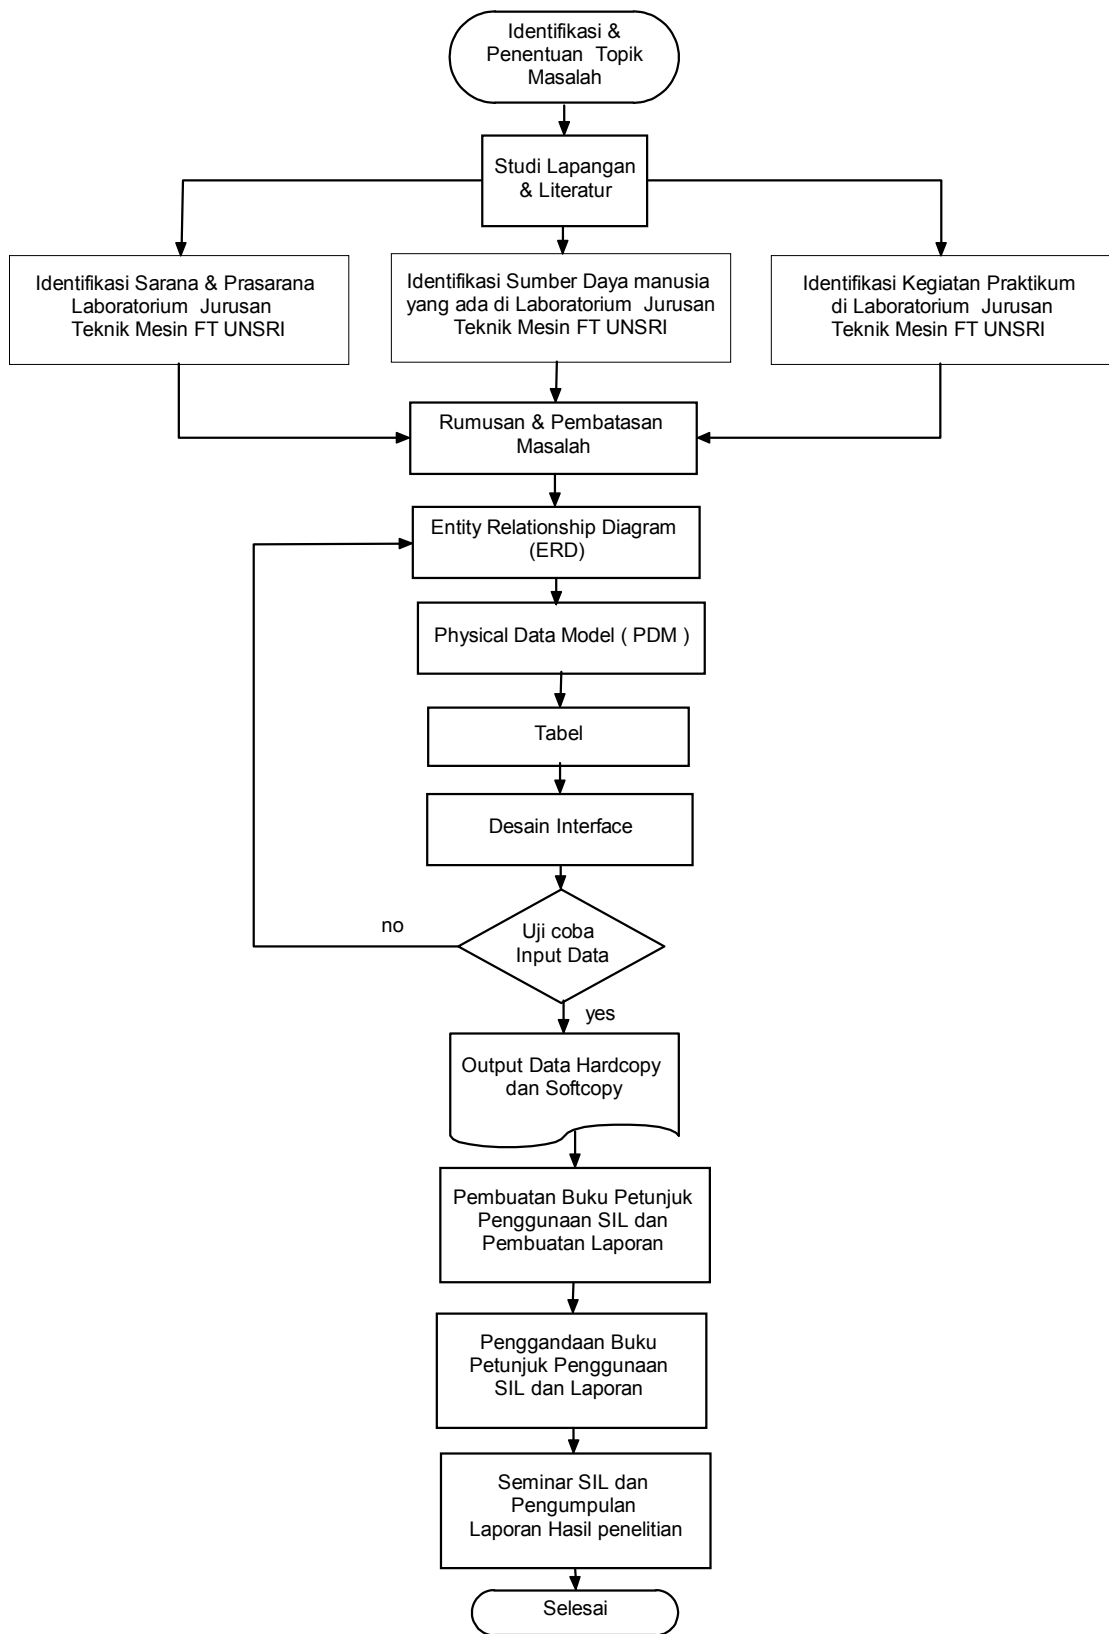 Identifikasi &
Penentuan Topik
Masalah
Studi Lapangan
& Literatur
Identifikasi Sarana & Prasarana
Laboratorium Jurusan
Teknik Mesin FT UNSRI
Identifikasi Sumber Daya manusia
yang ada di Laboratorium Jurusan
Teknik Mesin FT UNSRI
Identifikasi Kegiatan Praktikum
di Laboratorium Jurusan
Teknik Mesin FT UNSRI
Rumusan & Pembatasan
Masalah
Entity Relationship Diagram
(ERD)
Physical Data Model ( PDM )
Tabel
Desain Interface
Uji coba
Input Data
no
yes
Output Data Hardcopy
dan Softcopy
Pembuatan Buku Petunjuk
Penggunaan SIL dan
Pembuatan Laporan
Penggandaan Buku
Petunjuk Penggunaan
SIL dan Laporan
Seminar SIL dan
Pengumpulan
Laporan Hasil penelitian
Selesai